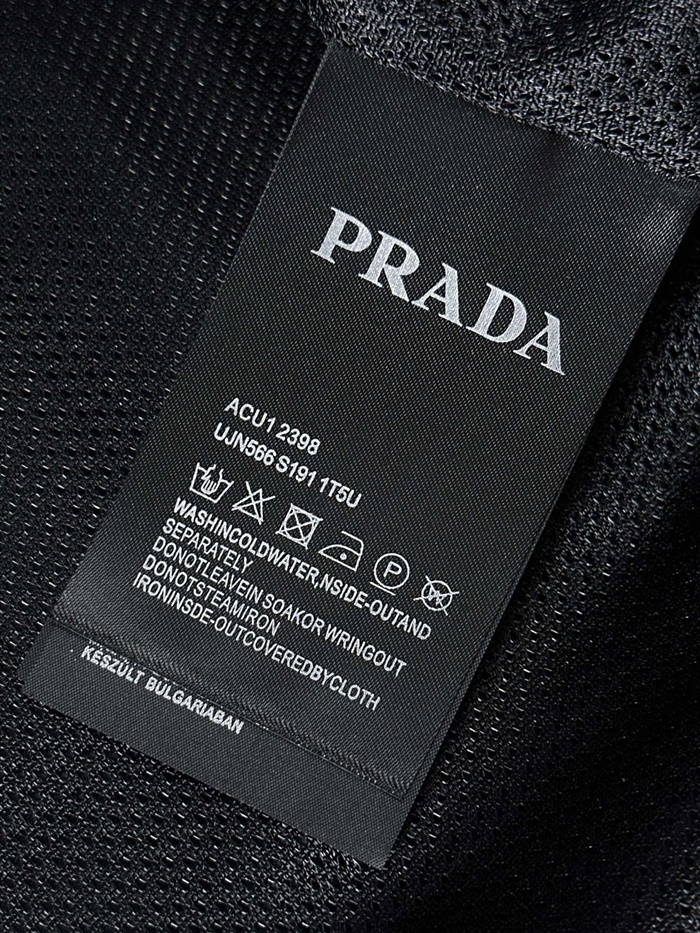 PRADA
ACU1 2398
UJN566 S191 1T5U
P
WASHINCOLDWATER,NSIDE-OUTAND
SEPARATELY
DONOTLEAVEIN SOAKOR WRINGOUT
DONOTSTEAMIRON
IRONINSDE-OUTCOVEREDBYCLOTH
KÉSZÜLT BULGARIABAN